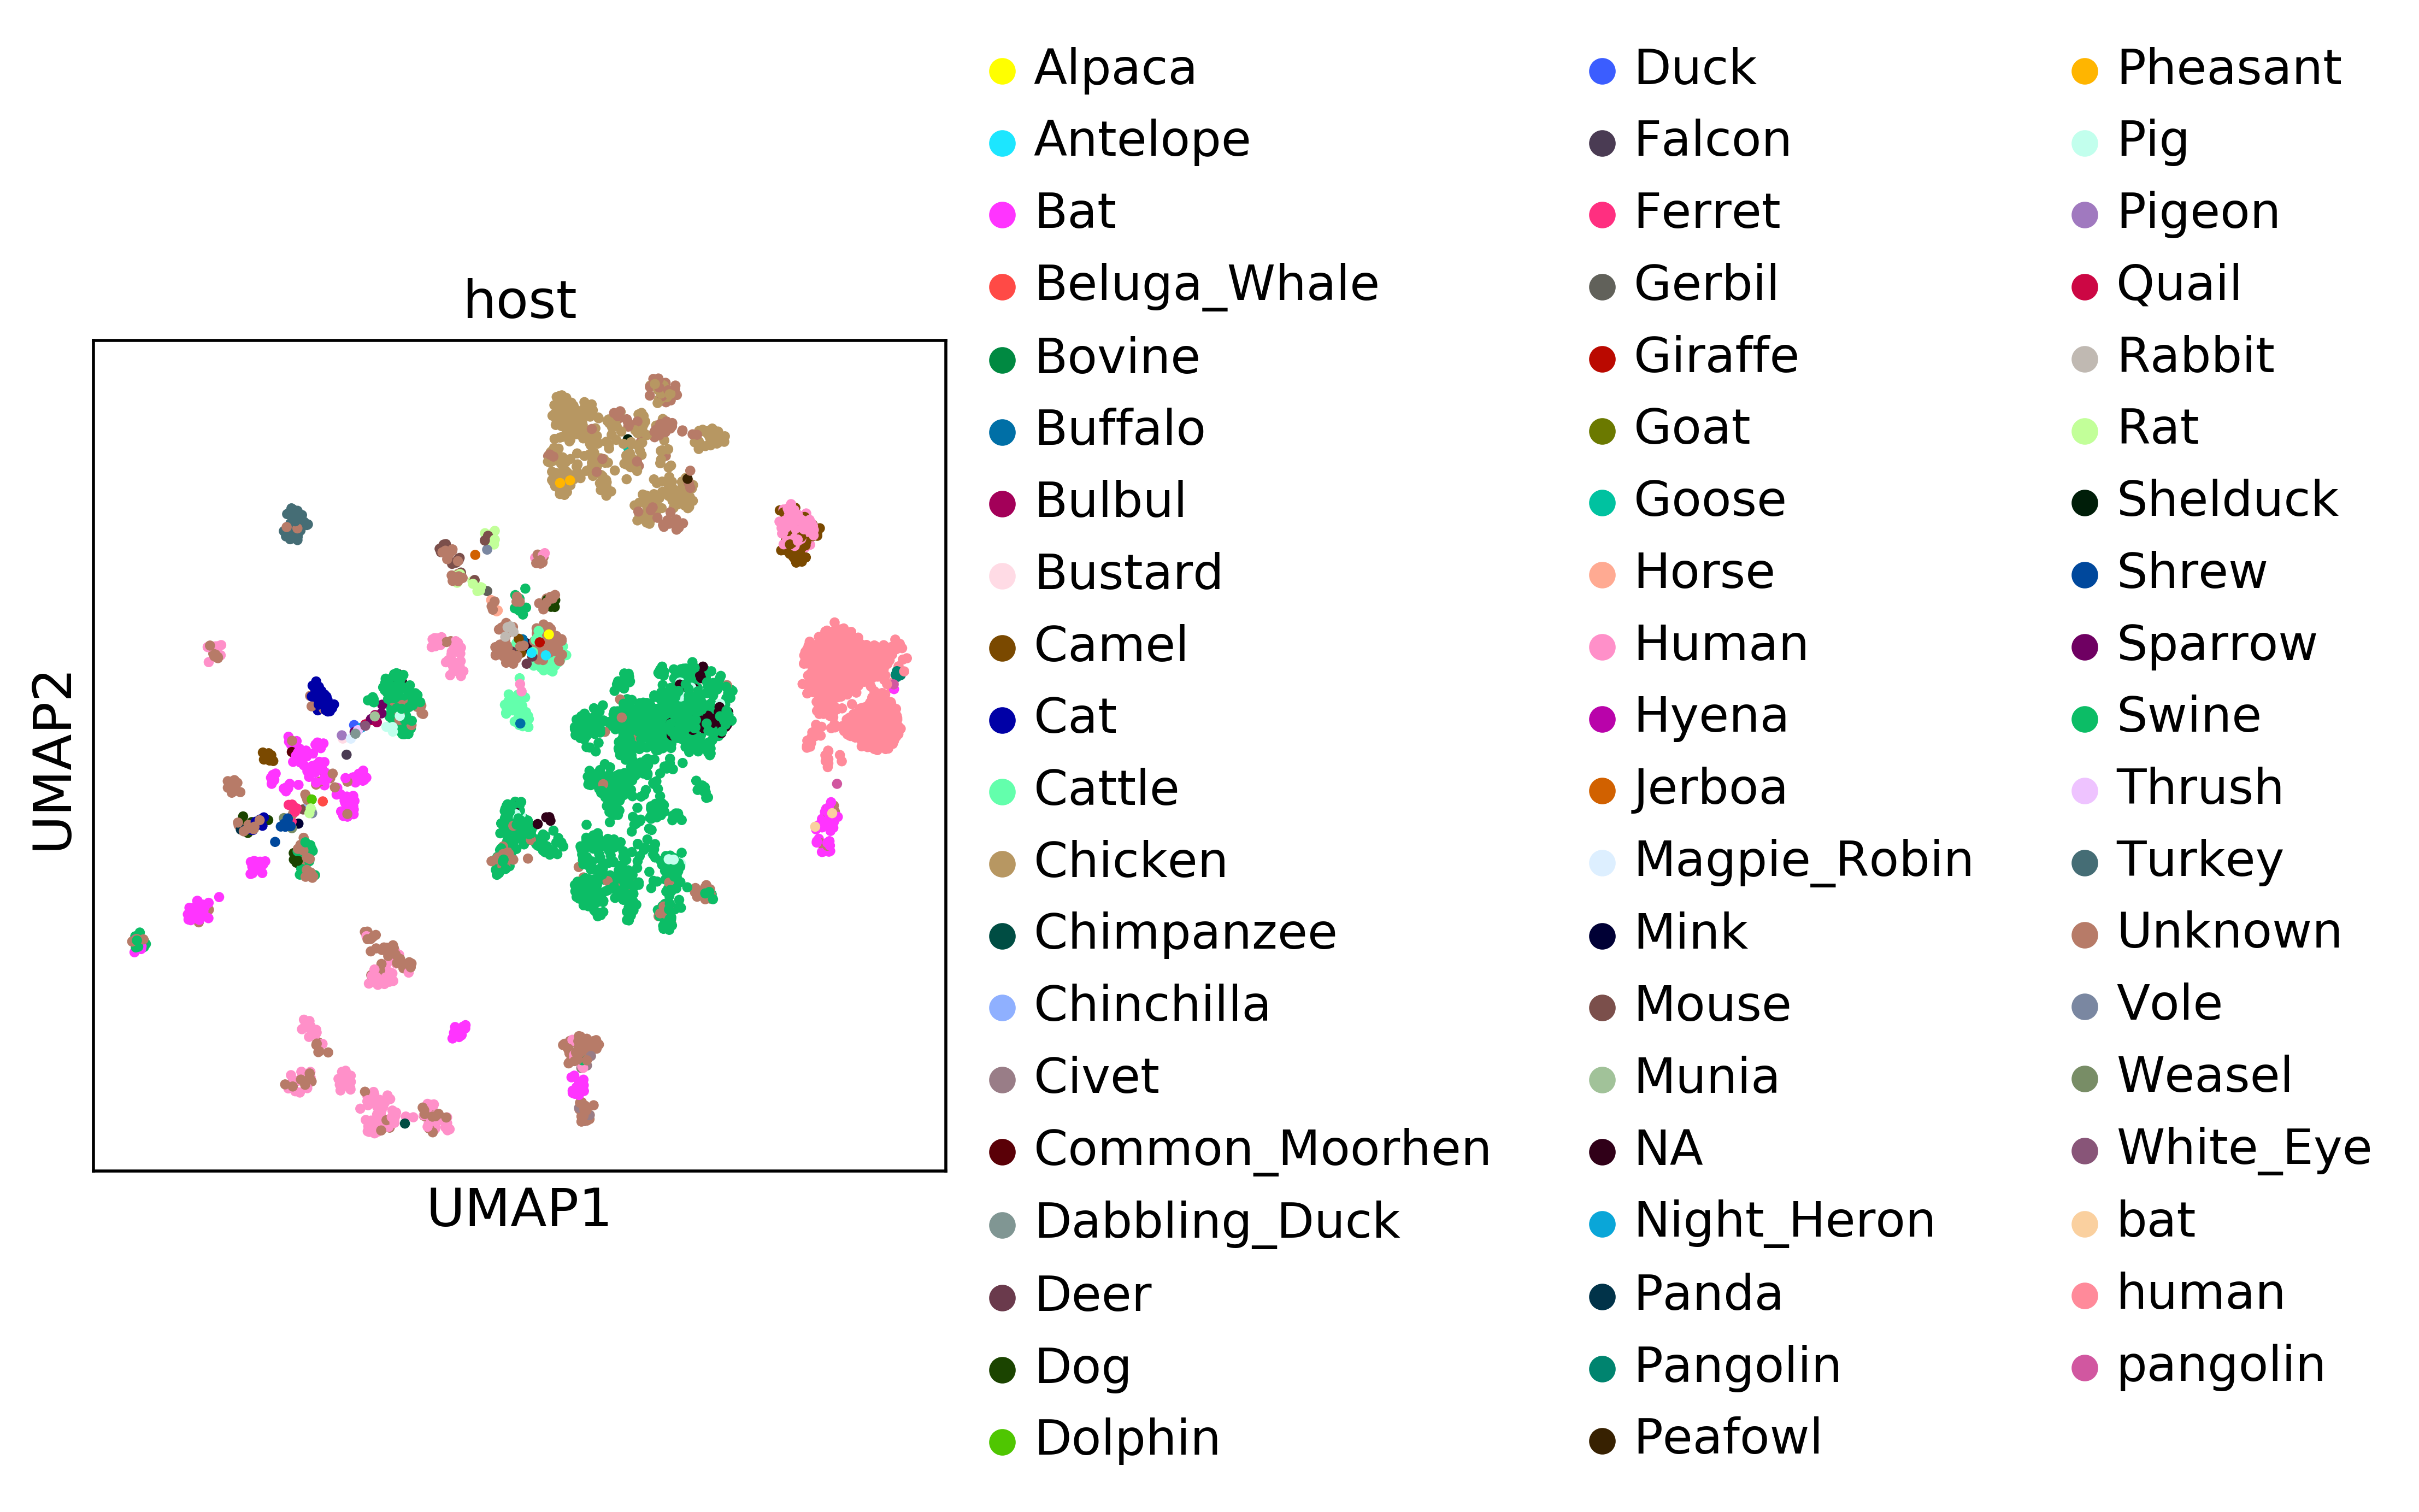 host
UMAP2
UMAP1
Alpaca
Antelope
Bat
Beluga_Whale
Bovine
Buffalo
Bulbul
Bustard
Camel
Cat
Cattle
Chicken
Chimpanzee
Chinchilla
Civet
Common_Moorhen
Dabbling_Duck
Deer
Dog
Dolphin
Duck
Falcon
Ferret
Gerbil
Giraffe
Goat
Goose
Horse
Human
Hyena
Jerboa
Magpie_Robin
Mink
Mouse
Munia
NA
Night_Heron
Panda
Pangolin
Peafowl
Pheasant
Pig
Pigeon
Quail
Rabbit
Rat
Shelduck
Shrew
Sparrow
Swine
Thrush
Turkey
Unknown
Vole
Weasel
White_Eye
bat
human
pangolin